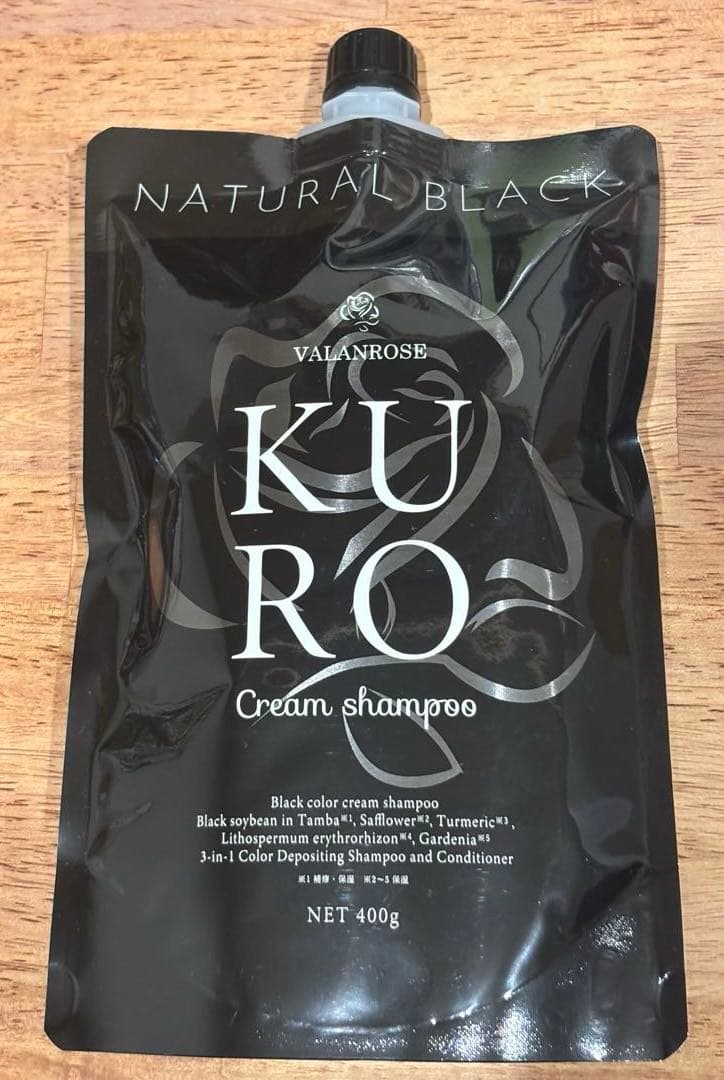 NATURAL BLACK
VALANROSE
KU
RO
Cream shampoo
Black color cream shampoo
Black soybean in Tamba※1, Safflower※2, Turmeric※3,
Lithospermum erythrorhizon※4, Gardenia※5
3-in-1 Color Depositing Shampoo and Conditioner
※1 補修・保湿 ※2~5 保湿
NET 400g